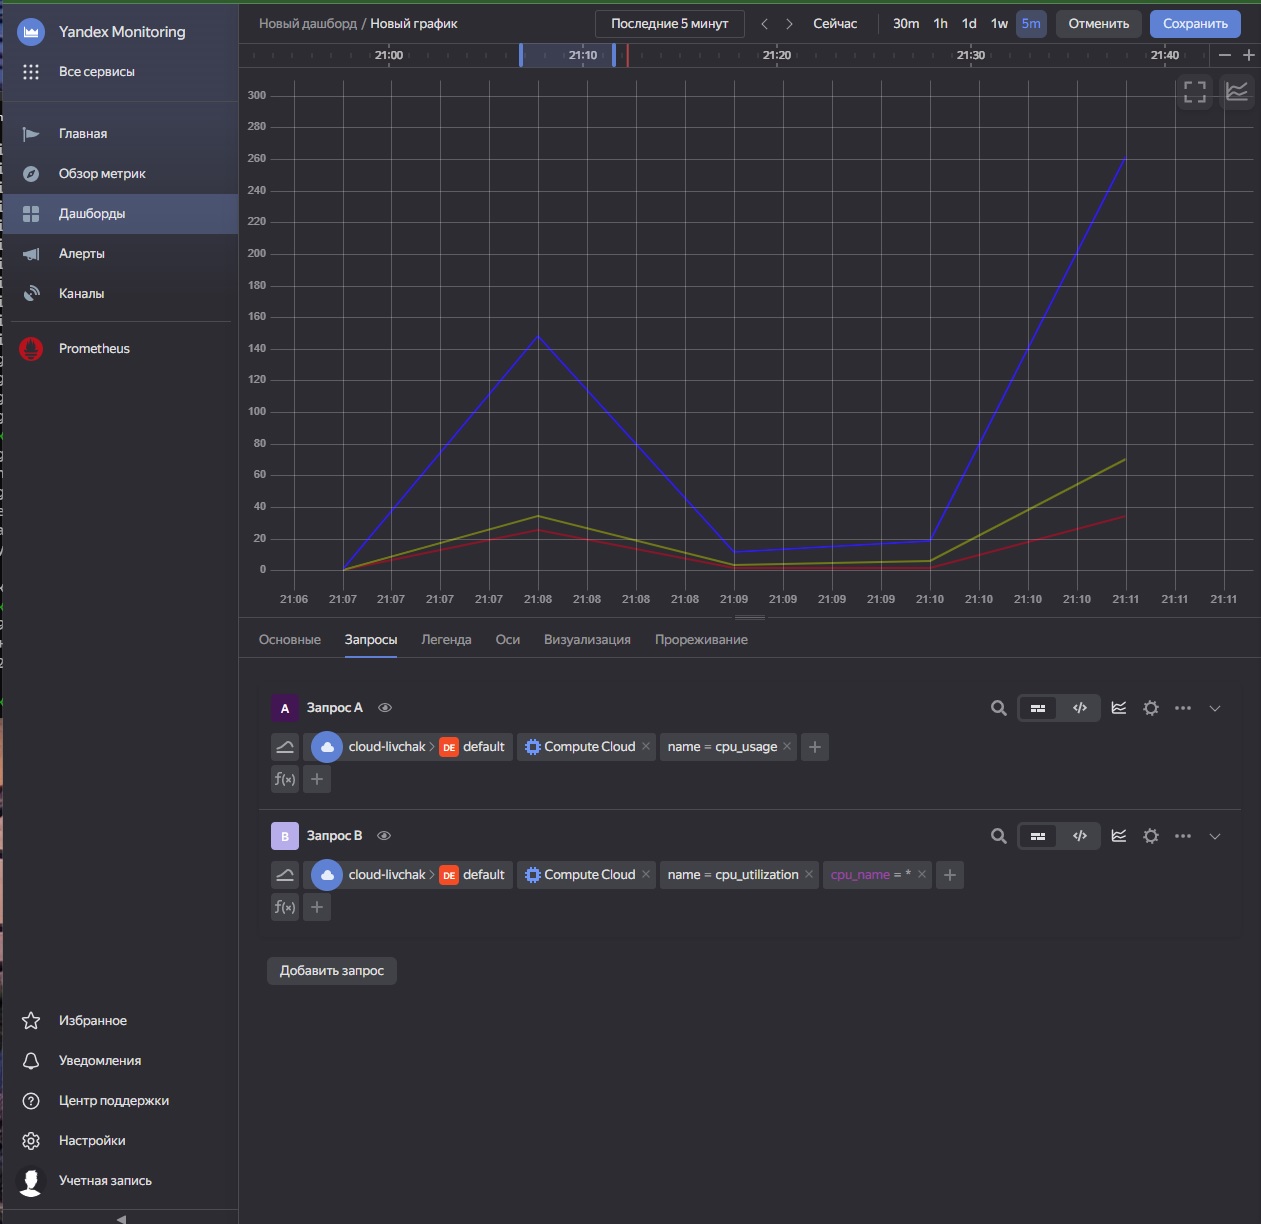 Yandex Monitoring
Все сервисы
Главная
Обзор метрик
Дашборды
Алерты
Каналы
Prometheus
Избранное
Уведомления
Центр поддержки
Настройки
Учетная запись
Новый дашборд / Новый график
Последние 5 минут
Сейчас
30m 1h 1d 1w 5m
Отменить
Сохранить
21:00 21:10 21:20 21:30 21:40
300
280
260
240
220
200
180
160
140
120
100
80
60
40
20
0
21:06 21:07 21:07 21:07 21:07 21:08 21:08 21:08 21:08 21:09 21:09 21:09 21:09 21:10 21:10 21:10 21:10 21:11 21:11 21:11
Основные Запросы Легенда Оси Визуализация Прореживание
A Запрос A
cloud-livchak > DE default Compute Cloud × name = cpu_usage × +
f(x) +
B Запрос B
cloud-livchak > DE default Compute Cloud × name = cpu_utilization × cpu_name = * × +
f(x) +
Добавить запрос